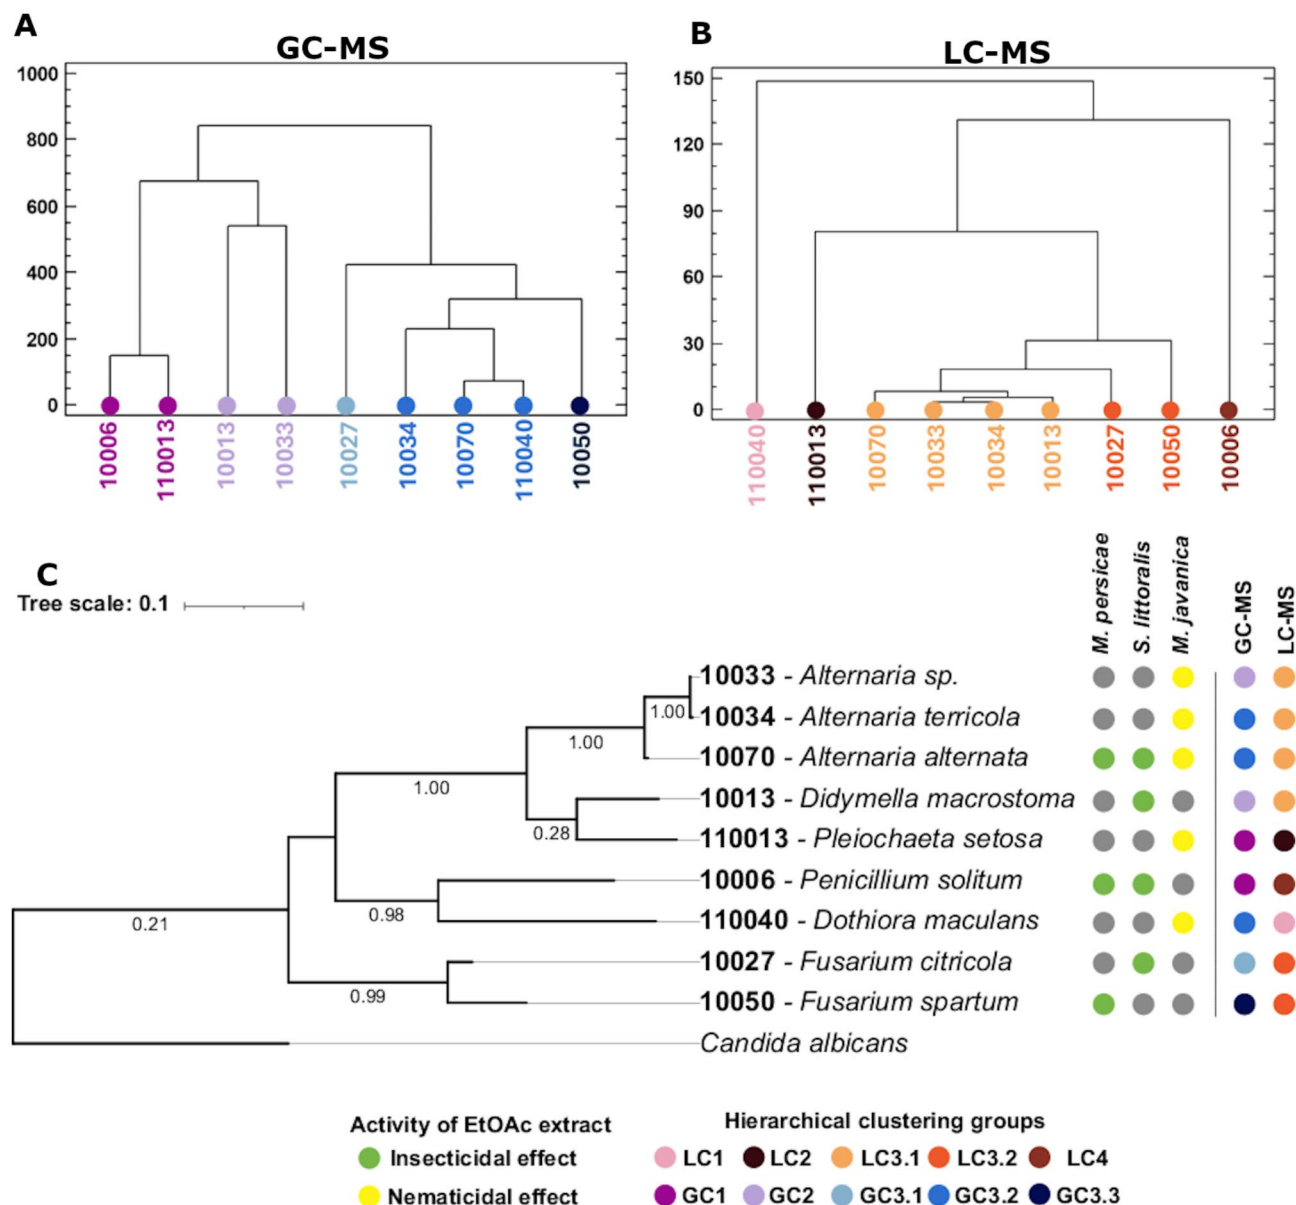 A
GC-MS
1000
800
600
400
200
0
10006
110013
10013
10033
10027
10034
10070
110040
10050
B
LC-MS
150
120
90
60
30
0
110040
110013
10070
10033
10034
10013
10027
10050
10006
C
Tree scale: 0.1
M. persicae
S. littoralis
M. javanica
GC-MS
LC-MS
10033 - Alternaria sp.
1.00
10034 - Alternaria terricola
1.00
10070 - Alternaria alternata
1.00
10013 - Didymella macrostoma
0.28
110013 - Pleiochaeta setosa
10006 - Penicillium solitum
0.98
110040 - Dothiora maculans
0.21
10027 - Fusarium citricola
0.99
10050 - Fusarium spartum
Candida albicans
Activity of EtOAc extract
Insecticidal effect
Nematicidal effect
Hierarchical clustering groups
LC1 LC2 LC3.1 LC3.2 LC4
GC1 GC2 GC3.1 GC3.2 GC3.3